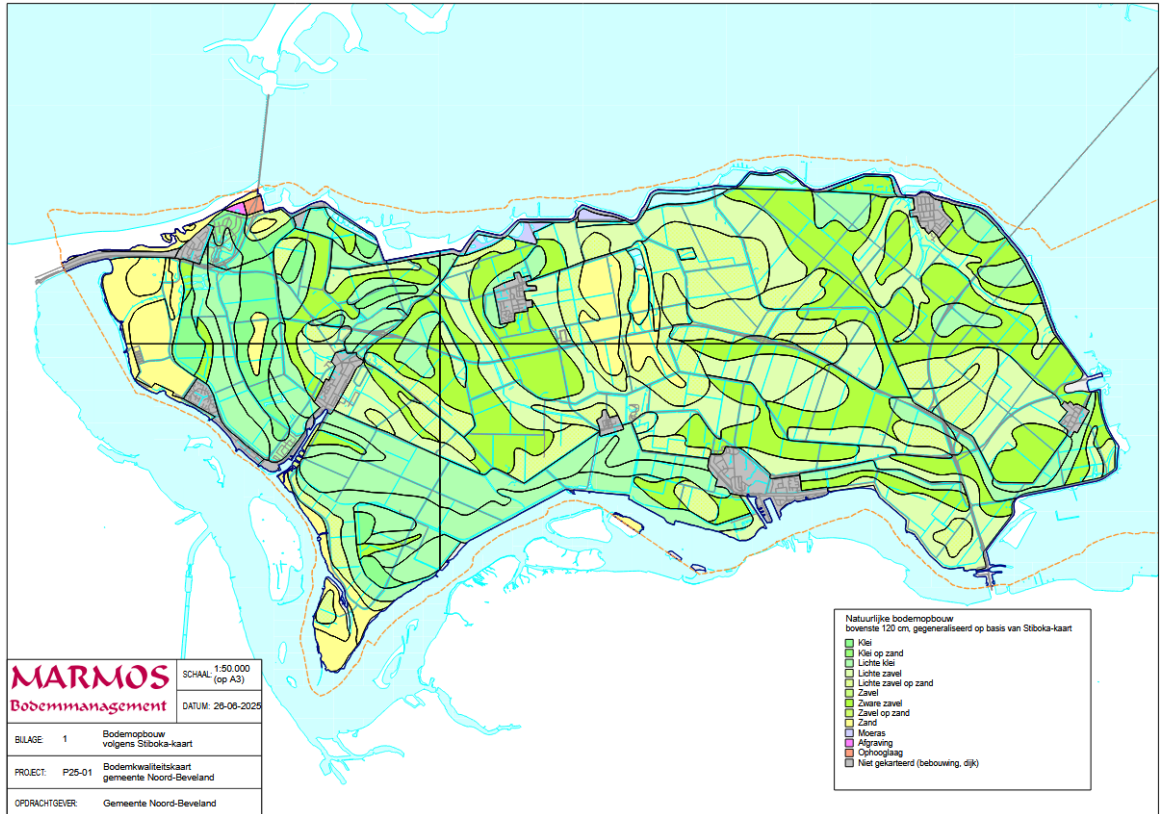 Natuurlijke bodemopbouw
bovenste 120 cm, gegeneraliseerd op basis van Stiboka-kaart
Klei
Klei op zand
Lichte klei
Lichte zavel
Lichte zavel op zand
Zavel
Zware zavel
Zavel op zand
Zand
Moeras
Afgraving
Ophooglaag
Niet gekarteerd (bebouwing, dijk)
MARMOS
Bodemmanagement
SCHAAL: 1:50.000
(op A3)
DATUM: 26-06-2025
BIJLAGE: 1 Bodemopbouw
volgens Stiboka-kaart
PROJECT: P25-01 Bodemkwaliteitskaart
gemeente Noord-Beveland
OPDRACHTGEVER: Gemeente Noord-Beveland